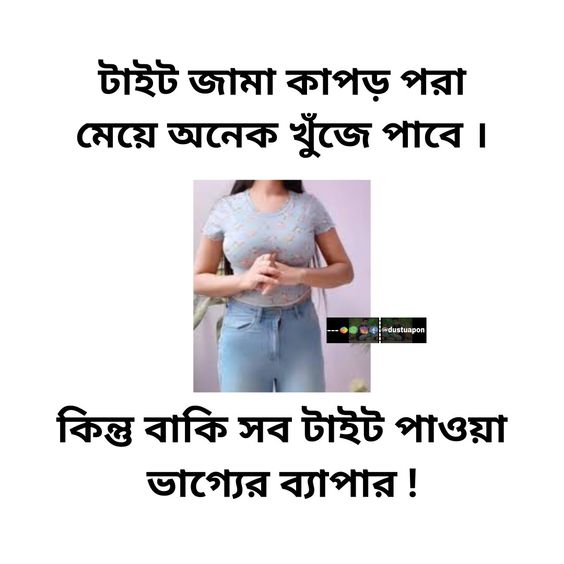 টাইট জামা কাপড় পরা
মেয়ে অনেক খুঁজে পাবে ।
@dustuapon
কিন্তু বাকি সব টাইট পাওয়া
ভাগ্যের ব্যাপার !